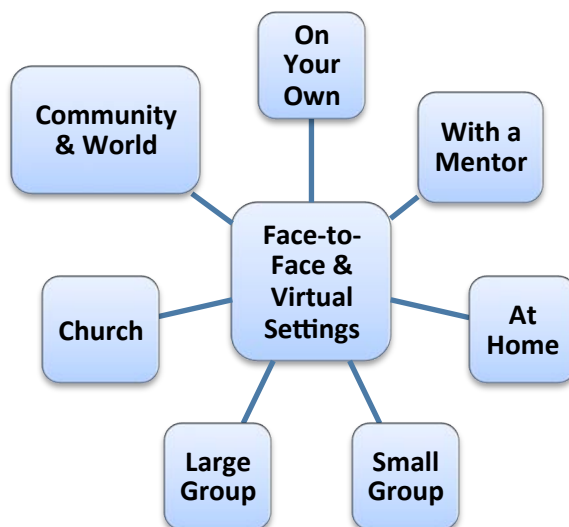 On
Your
Own
Community
& World
With a
Mentor
Face-to-
Face &
Virtual
Settings
Church
At
Home
Large
Group
Small
Group